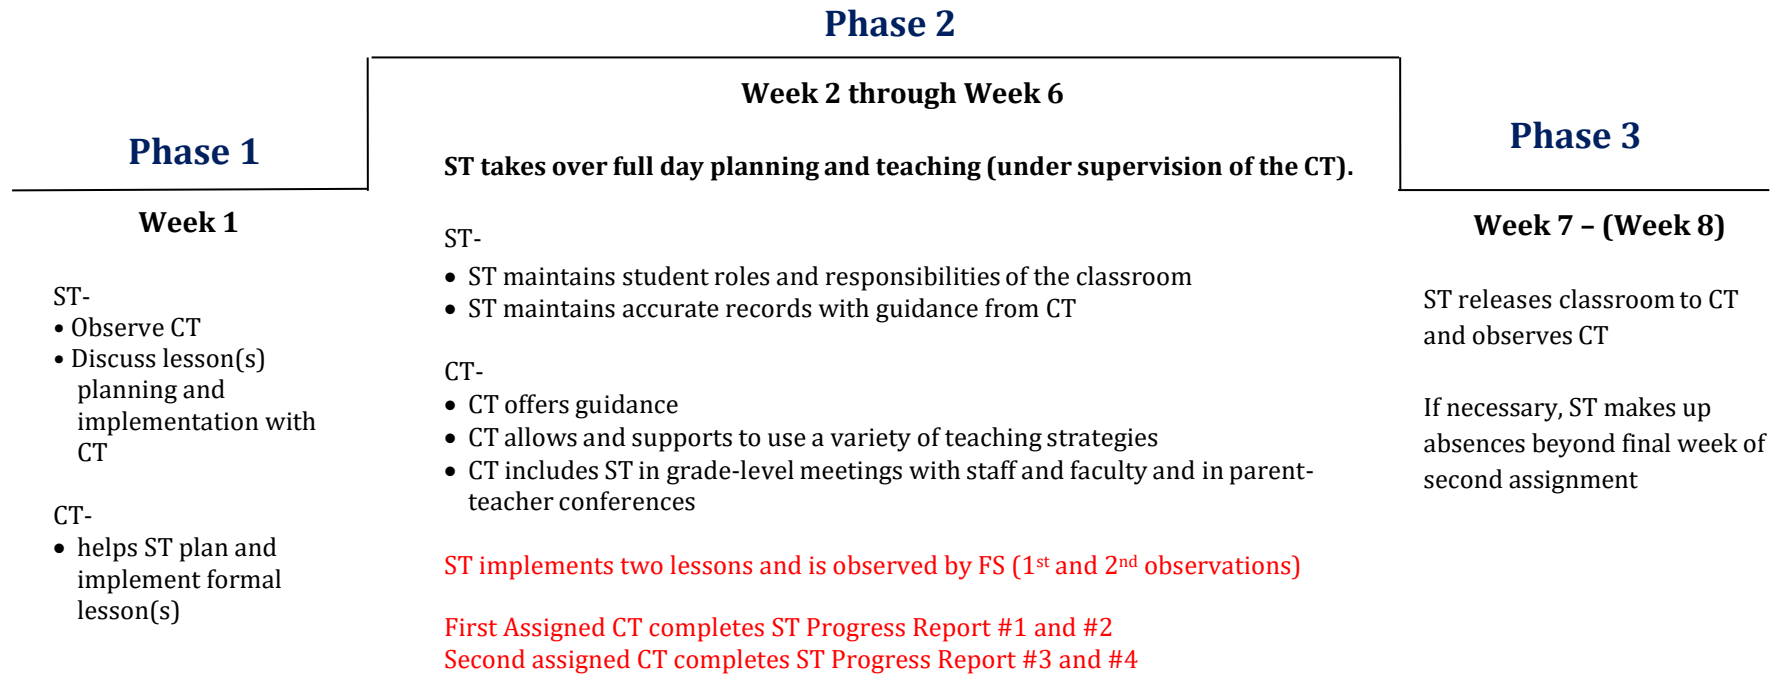 Phase 1
Week 1
ST-
• Observe CT
• Discuss lesson(s)
planning and
implementation with
CT
CT-
• helps ST plan and
implement formal
lesson(s)
Phase 2
Week 2 through Week 6
ST takes over full day planning and teaching (under supervision of the CT).
ST-
• ST maintains student roles and responsibilities of the classroom
• ST maintains accurate records with guidance from CT
CT-
• CT offers guidance
• CT allows and supports to use a variety of teaching strategies
• CT includes ST in grade-level meetings with staff and faculty and in parent-
teacher conferences
ST implements two lessons and is observed by FS (1st and 2nd observations)
First Assigned CT completes ST Progress Report #1 and #2
Second assigned CT completes ST Progress Report #3 and #4
Phase 3
Week 7 – (Week 8)
ST releases classroom to CT
and observes CT
If necessary, ST makes up
absences beyond final week of
second assignment